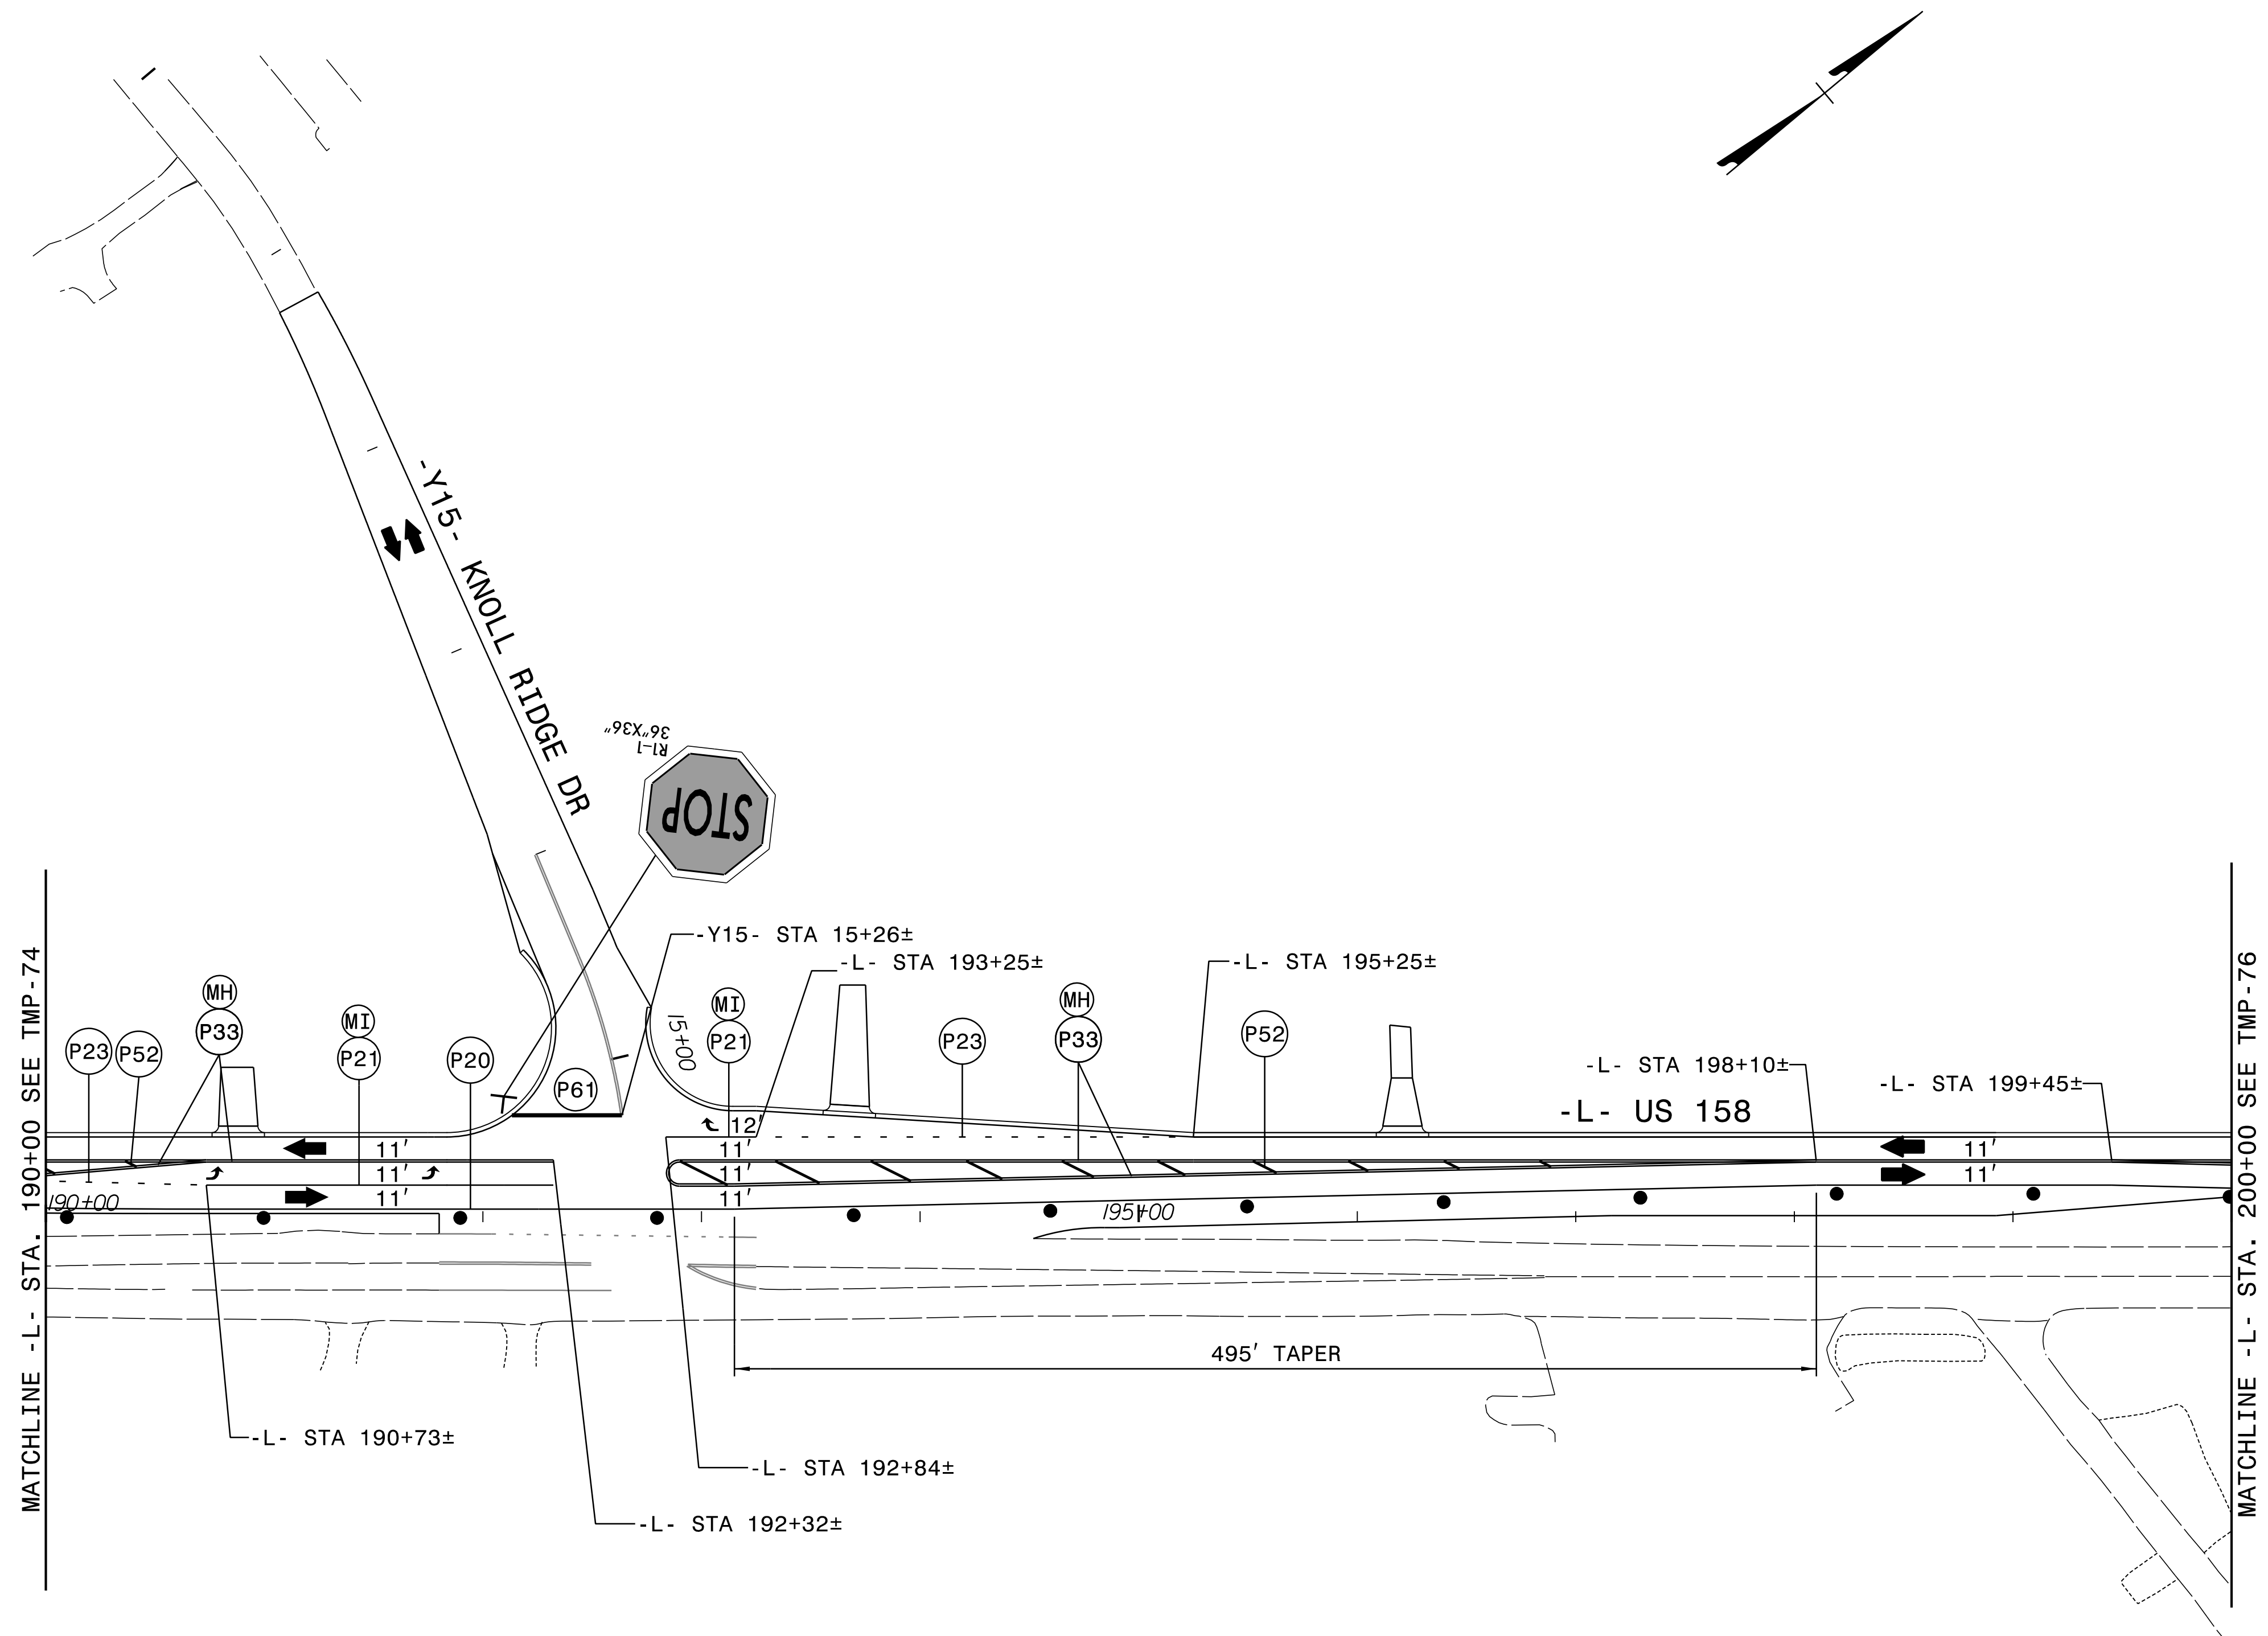 -Y15- KNOLL RIDGE DR
R1-1
36"X36"
STOP
-Y15- STA 15+26±
-L- STA 193+25±
-L- STA 195+25±
-L- STA 198+10±
-L- STA 199+45±
-L- US 158
MATCHLINE -L- STA. 190+00 SEE TMP-74
MATCHLINE -L- STA. 200+00 SEE TMP-76
P23
P52
MH
P33
MI
P21
P20
P61
15+00
MI
P21
P23
MH
P33
P52
12'
11'
11'
11'
11'
11'
11'
11'
11'
190+00
195+00
495' TAPER
-L- STA 190+73±
-L- STA 192+84±
-L- STA 192+32±